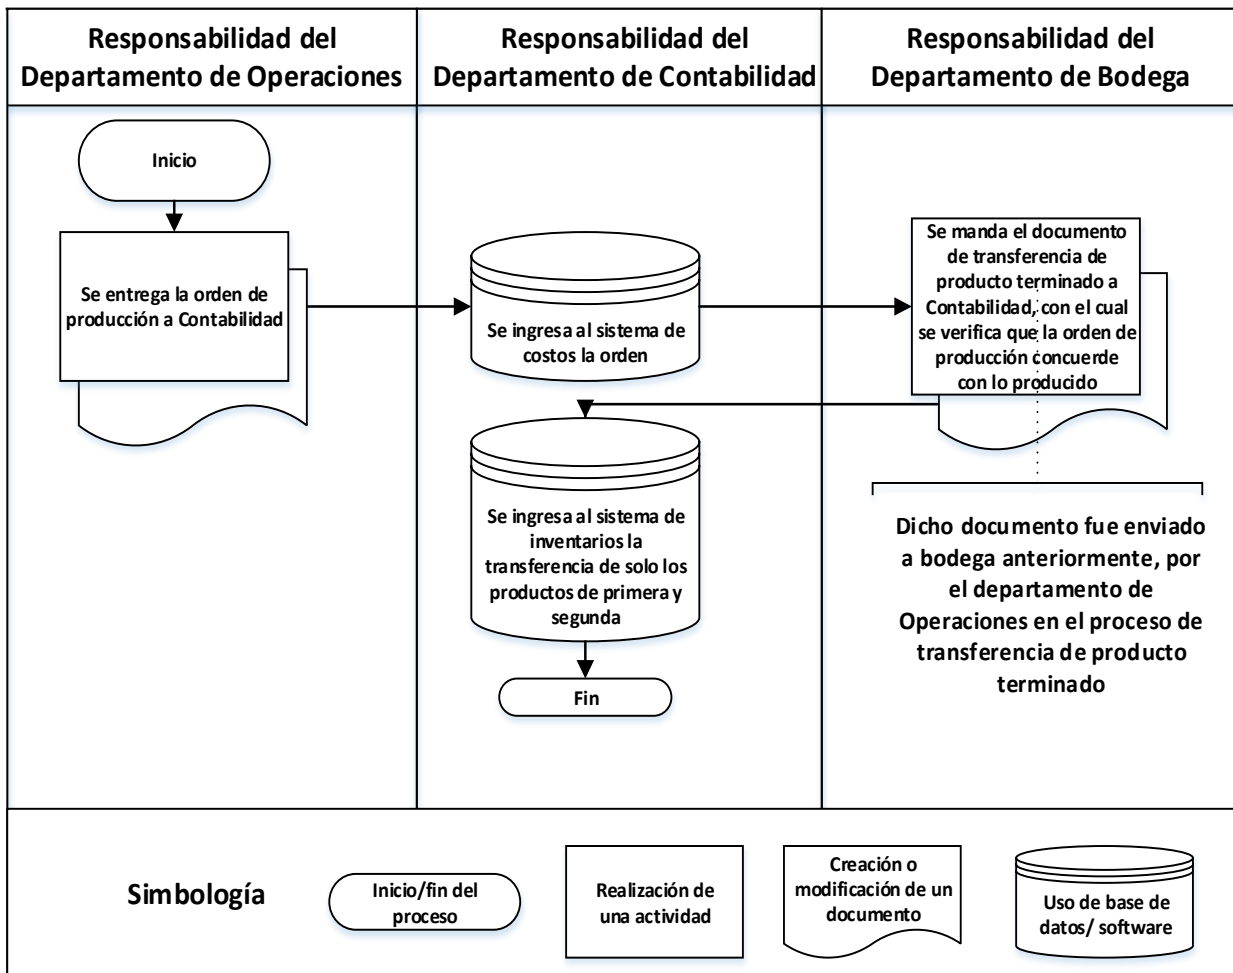 Responsabilidad del
Departamento de Operaciones
Responsabilidad del
Departamento de Contabilidad
Responsabilidad del
Departamento de Bodega
Inicio
Se entrega la orden de
producción a Contabilidad
Se ingresa al sistema de
costos la orden
Se manda el documento
de transferencia de
producto terminado a
Contabilidad, con el cual
se verifica que la orden de
producción concuerde
con lo producido
Se ingresa al sistema de
inventarios la
transferencia de solo los
productos de primera y
segunda
Fin
Dicho documento fue enviado
a bodega anteriormente, por
el departamento de
Operaciones en el proceso de
transferencia de producto
terminado
Simbología
Inicio/fin del
proceso
Realización de
una actividad
Creación o
modificación de un
documento
Uso de base de
datos/ software